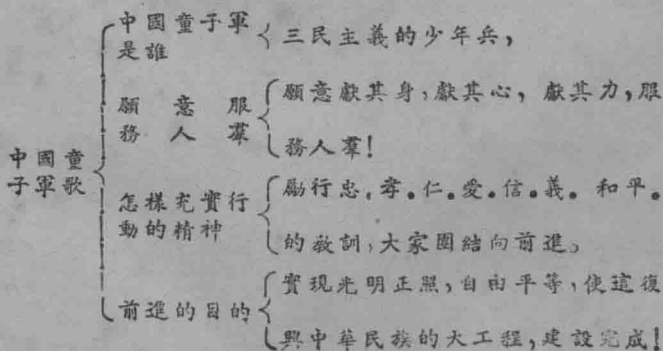 中國童
子軍歌
中國童子軍
是誰
三民主義的少年兵，
願意服
務人羣
願意獻其身，獻其心，獻其力，服
務人羣！
怎樣充實行
動的精神
勵行忠．孝．仁．愛．信．義．和平．
的教訓，大家團結向前進。
前進的目的
實現光明正照，自由平等，使這復
興中華民族的大工程，建設完成！